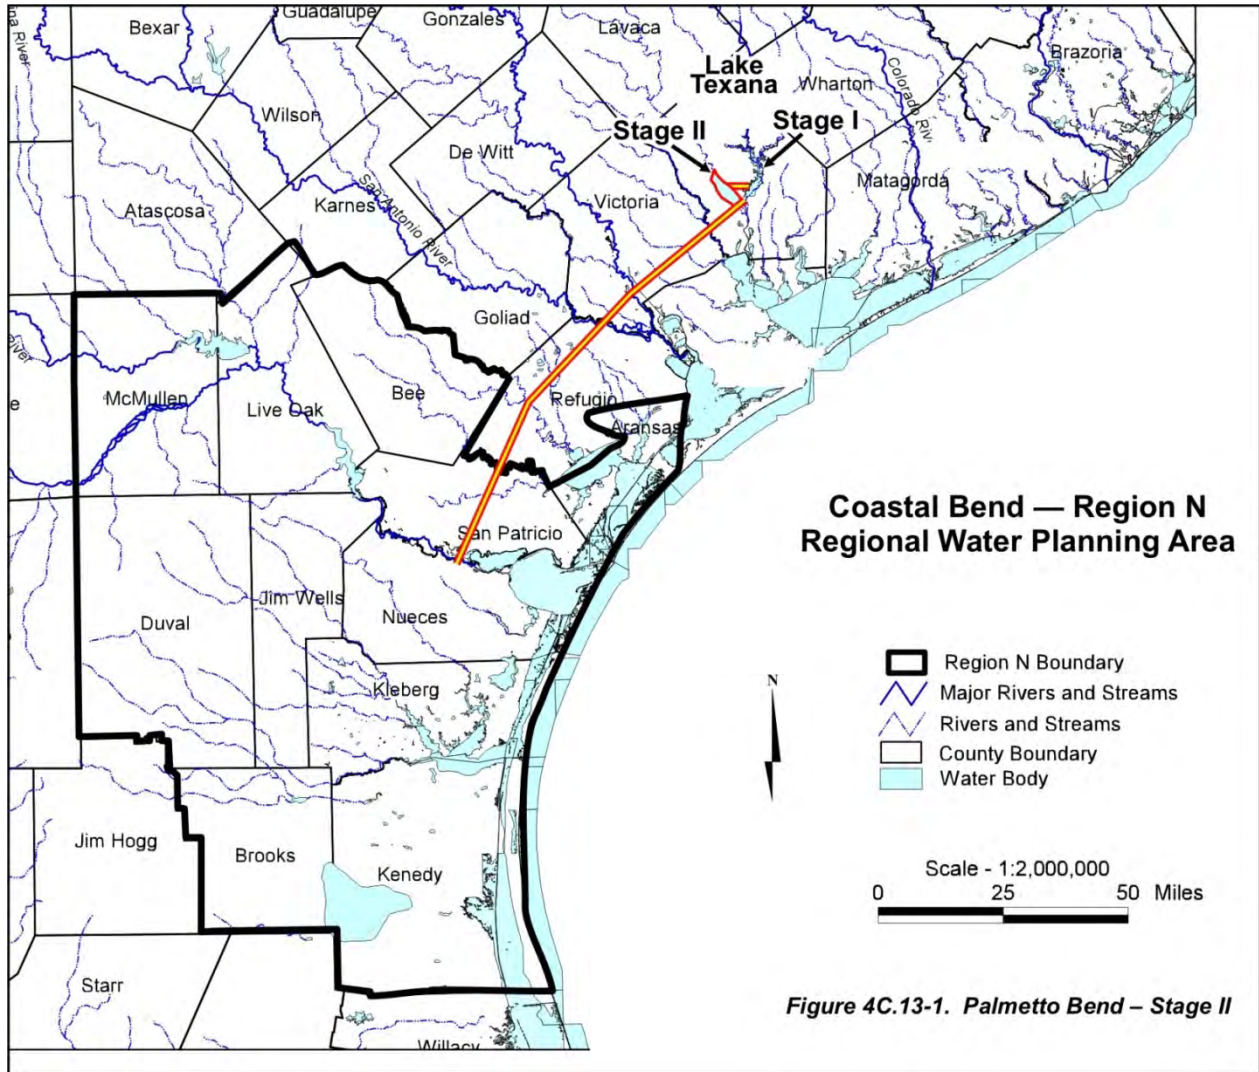 Bexar
Guadalupe
Gonzales
Lavaca
Brazoria
Lake
Texana
Wharton
Colorado Riv
Wilson
Stage II
Stage I
De Witt
Matagorda
San Antonio River
Atascosa
Karnes
Victoria
Goliad
River
McMullen
Live Oak
Bee
Refugio
Aransas
e
San Patricio
Coastal Bend — Region N
Regional Water Planning Area
Jim Wells
Duval
Nueces
Kleberg
N
Region N Boundary
Major Rivers and Streams
Rivers and Streams
County Boundary
Water Body
Jim Hogg
Brooks
Kenedy
Scale - 1:2,000,000
0 25 50 Miles
Starr
Willacy
Figure 4C.13-1. Palmetto Bend – Stage II